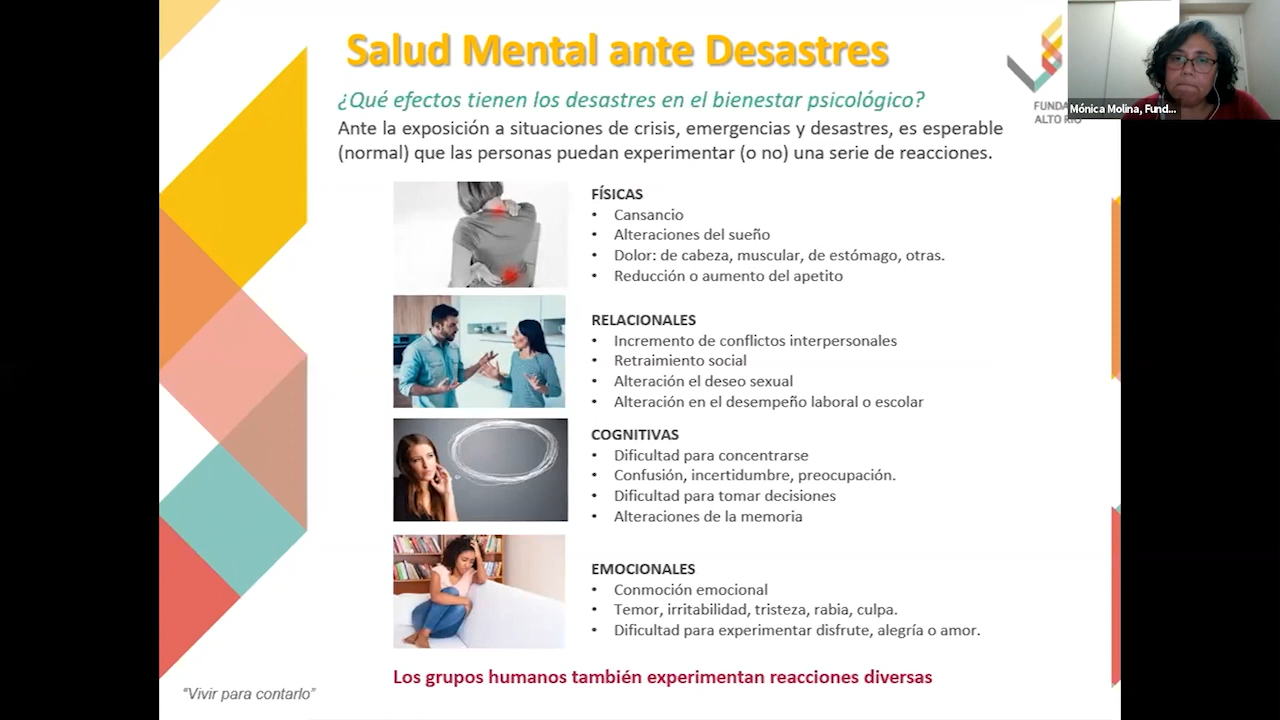 Salud Mental ante Desastres
¿Qué efectos tienen los desastres en el bienestar psicológico?
Ante la exposición a situaciones de crisis, emergencias y desastres, es esperable
(normal) que las personas puedan experimentar (o no) una serie de reacciones.
FÍSICAS
• Cansancio
• Alteraciones del sueño
• Dolor: de cabeza, muscular, de estómago, otras.
• Reducción o aumento del apetito
RELACIONALES
• Incremento de conflictos interpersonales
• Retraimiento social
• Alteración el deseo sexual
• Alteración en el desempeño laboral o escolar
COGNITIVAS
• Dificultad para concentrarse
• Confusión, incertidumbre, preocupación.
• Dificultad para tomar decisiones
• Alteraciones de la memoria
EMOCIONALES
• Conmoción emocional
• Temor, irritabilidad, tristeza, rabia, culpa.
• Dificultad para experimentar disfrute, alegría o amor.
Los grupos humanos también experimentan reacciones diversas
"Vivir para contarlo"
FUNDA
ALTO RÍO
Mónica Molina, Fund...